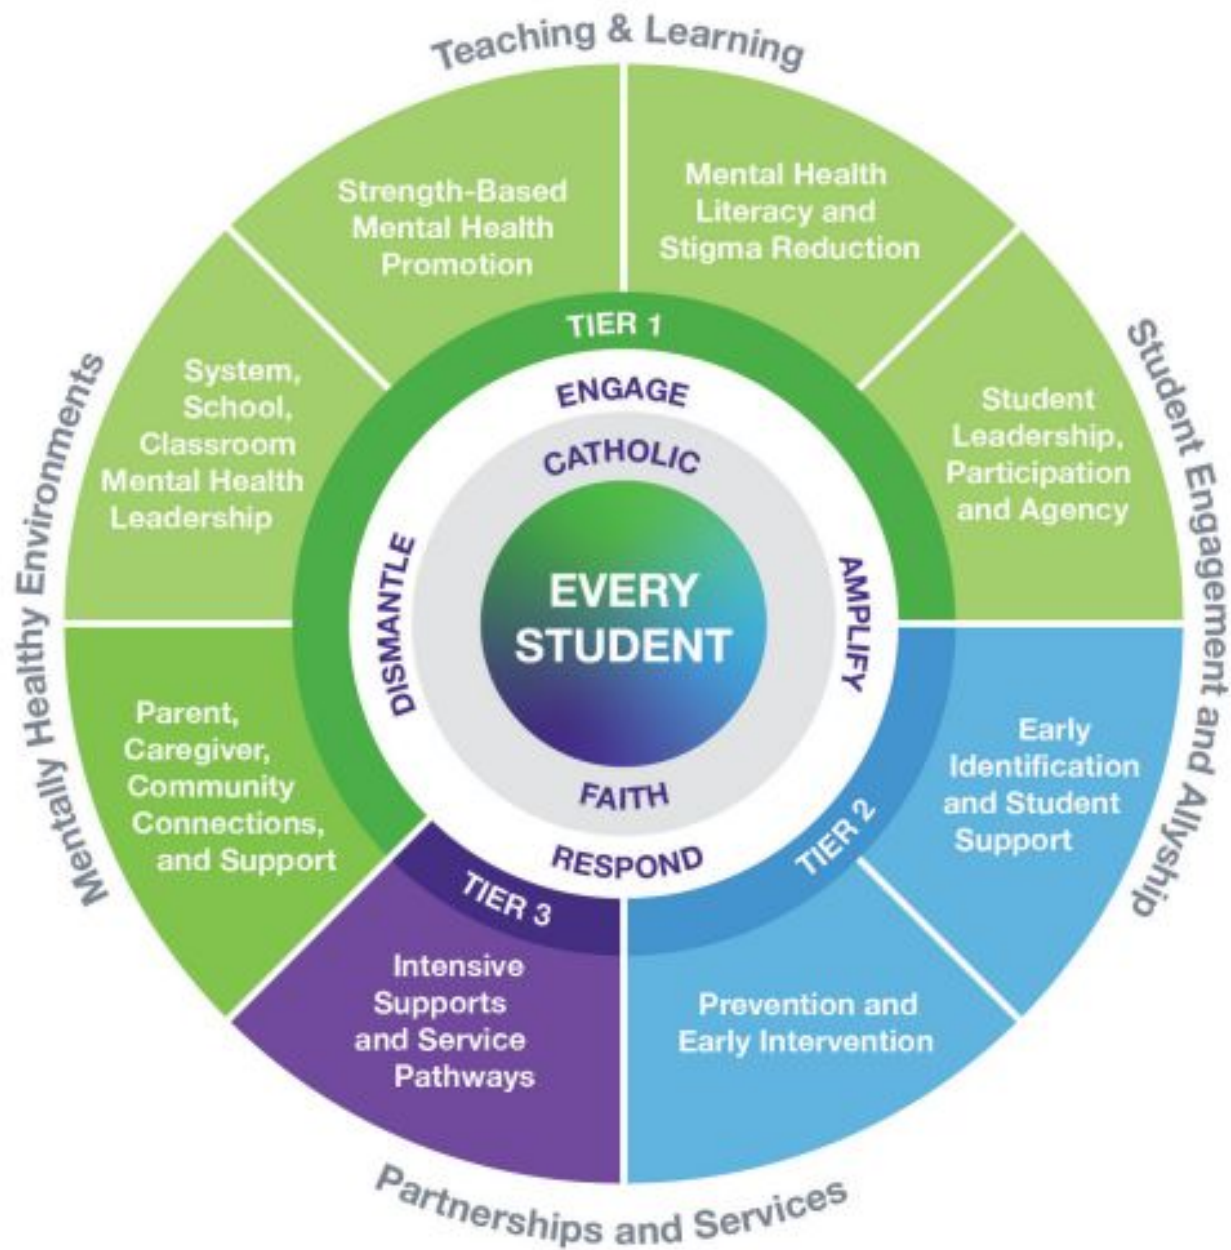 Teaching & Learning
Strength-Based
Mental Health
Promotion
Mental Health
Literacy and
Stigma Reduction
Student Engagement and Allyship
Student
Leadership,
Participation
and Agency
Early
Identification
and Student
Support
Prevention and
Early Intervention
Partnerships and Services
Intensive
Supports
and Service
Pathways
Mentally Healthy Environments
Parent,
Caregiver,
Community
Connections,
and Support
System,
School,
Classroom
Mental Health
Leadership
TIER 1
TIER 2
TIER 3
ENGAGE
AMPLIFY
RESPOND
DISMANTLE
CATHOLIC
FAITH
EVERY
STUDENT